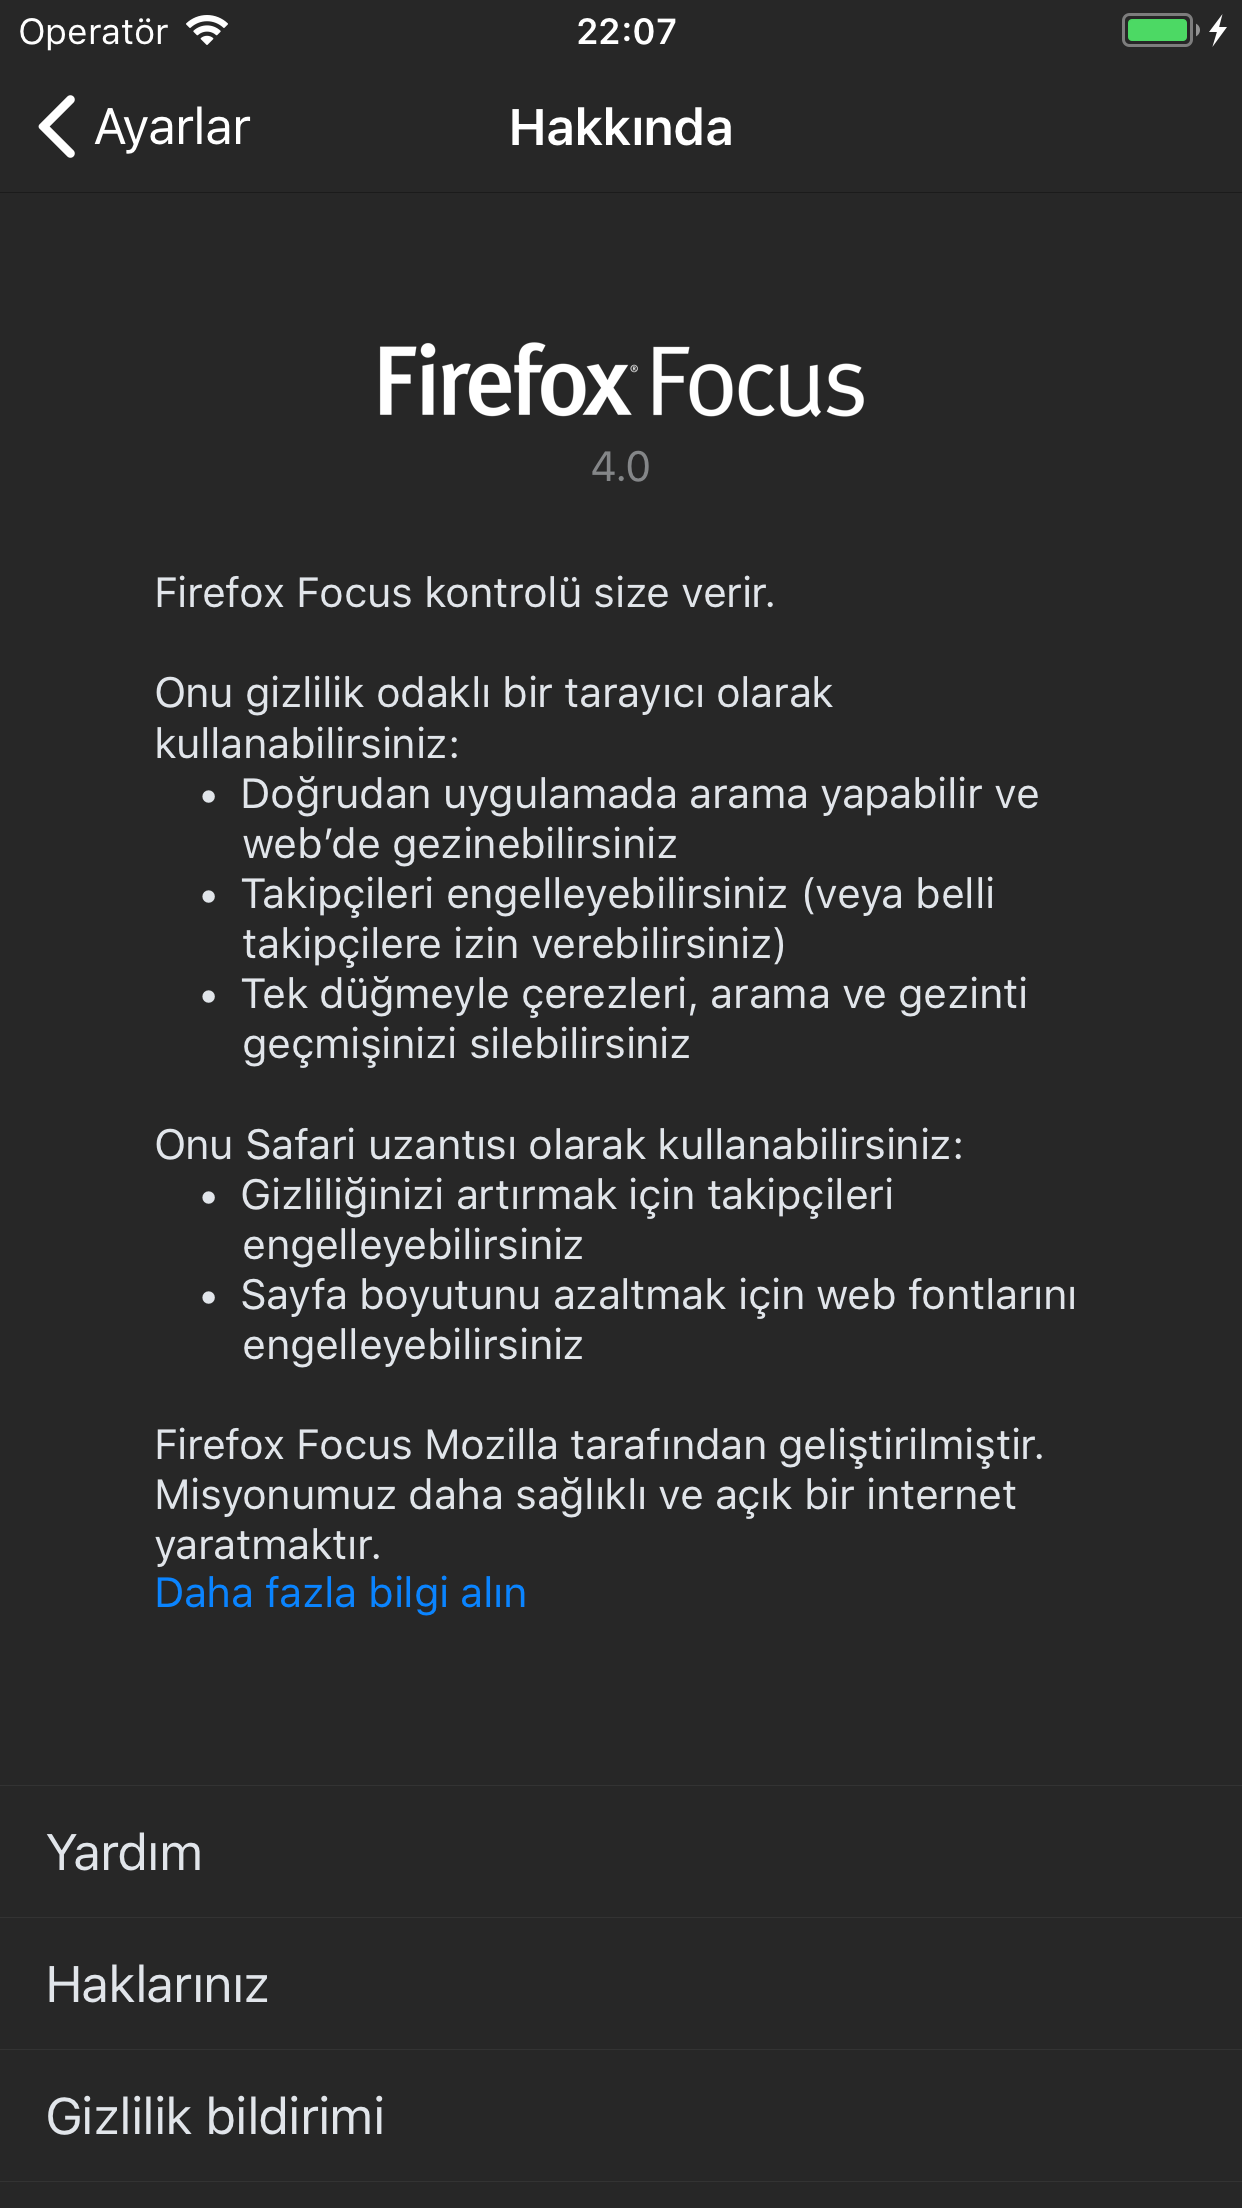 Operatör 22:07
Ayarlar Hakkında
Firefox® Focus
4.0
Firefox Focus kontrolü size verir.
Onu gizlilik odaklı bir tarayıcı olarak
kullanabilirsiniz:
• Doğrudan uygulamada arama yapabilir ve
web’de gezinebilirsiniz
• Takipçileri engelleyebilirsiniz (veya belli
takipçilere izin verebilirsiniz)
• Tek düğmeyle çerezleri, arama ve gezinti
geçmişinizi silebilirsiniz
Onu Safari uzantısı olarak kullanabilirsiniz:
• Gizliliğinizi artırmak için takipçileri
engelleyebilirsiniz
• Sayfa boyutunu azaltmak için web fontlarını
engelleyebilirsiniz
Firefox Focus Mozilla tarafından geliştirilmiştir.
Misyonumuz daha sağlıklı ve açık bir internet
yaratmaktır.
Daha fazla bilgi alın
Yardım
Haklarınız
Gizlilik bildirimi